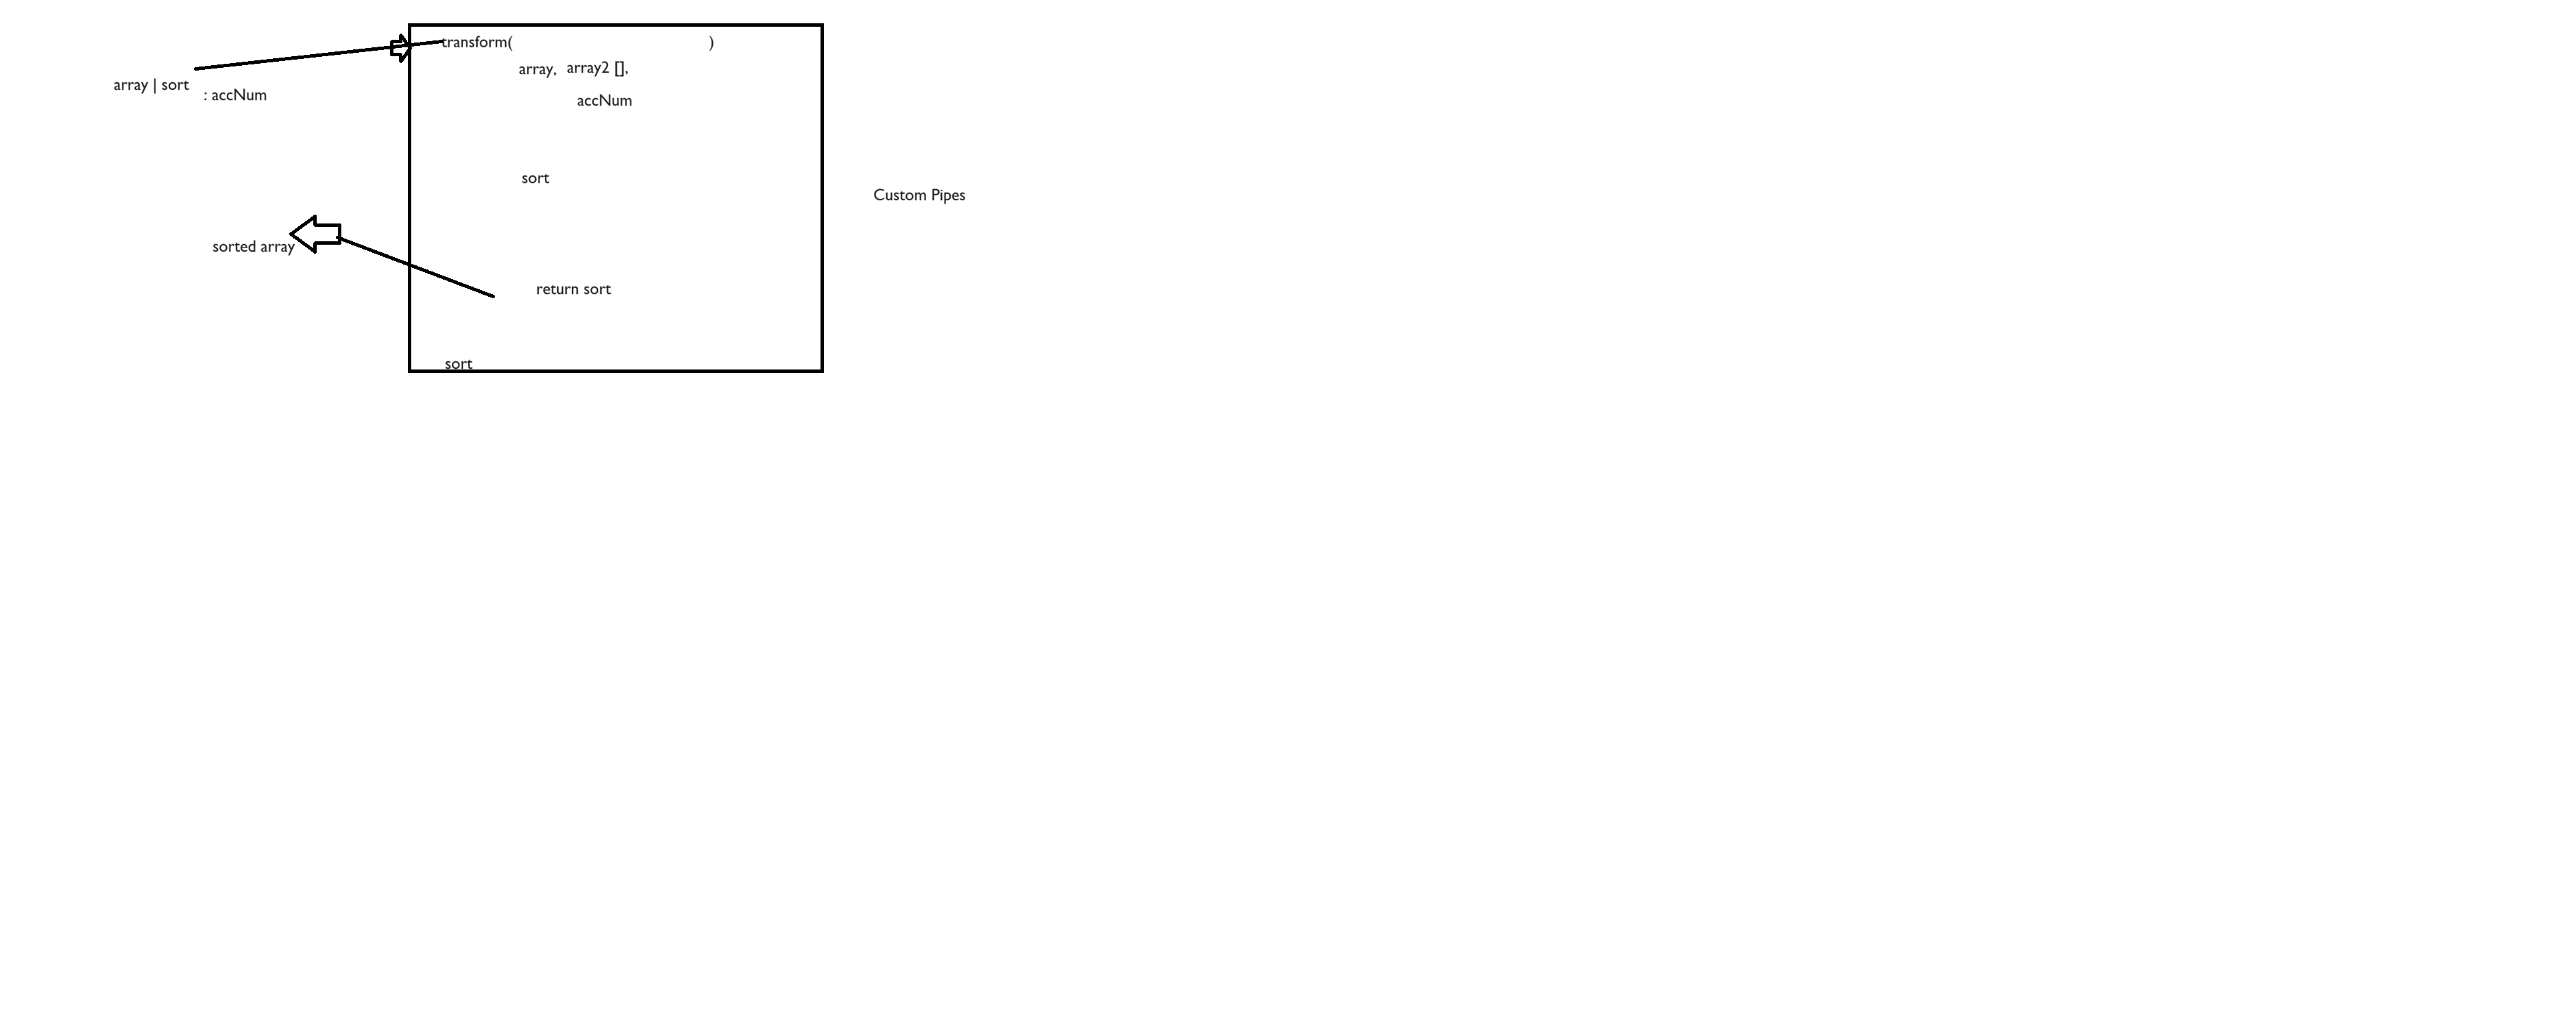 transform( )
array, array2 [],
array | sort
: accNum
accNum
sort
Custom Pipes
sorted array
return sort
sort